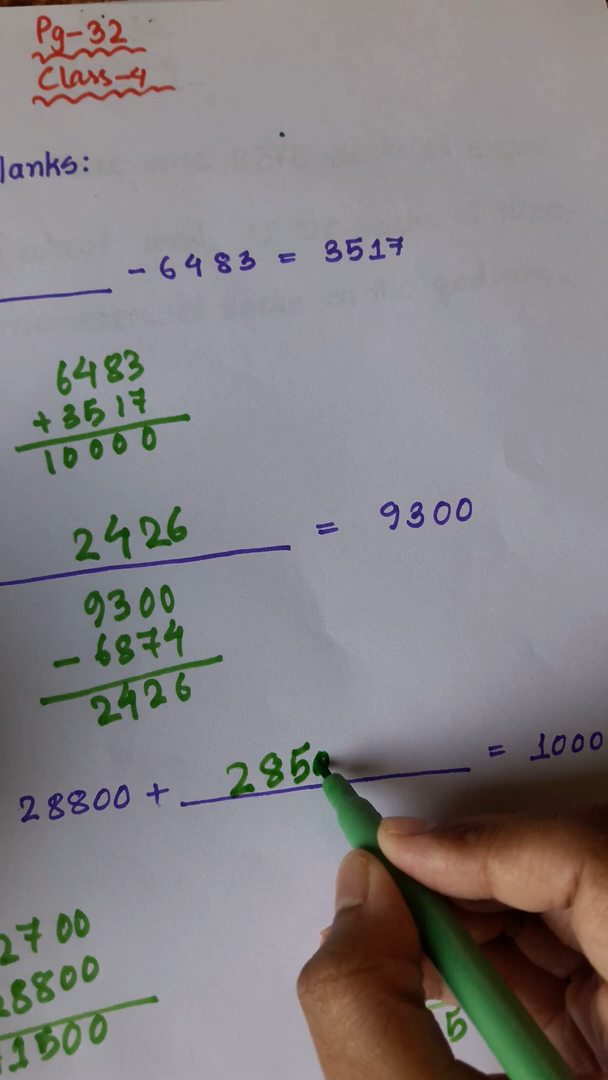 Pg-32
Class-4
lanks:
- 6483 = 3517
6483
+ 3517
10000
2426 = 9300
9300
- 6874
2426
28800 + 2850 = 1000
2700
8800
1500
5